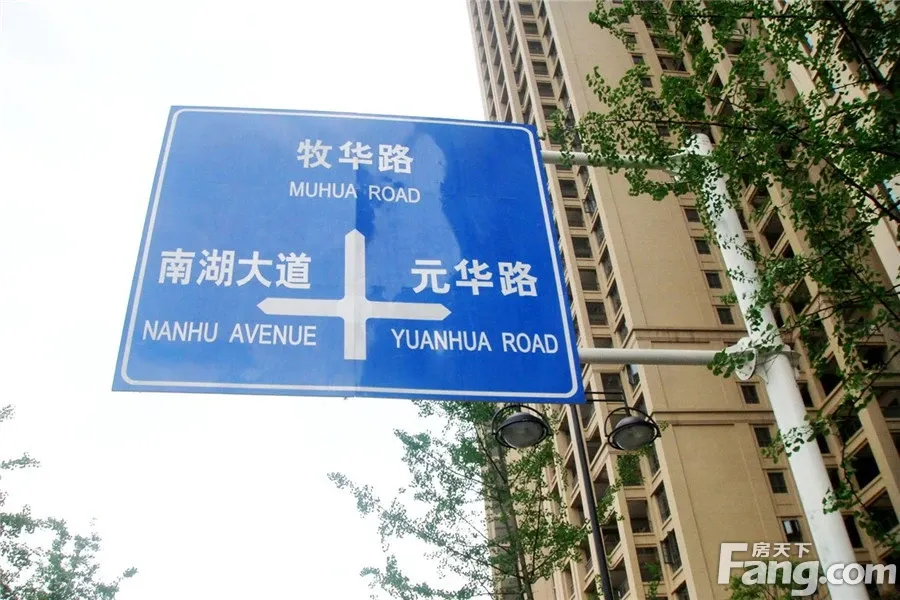 牧华路
MUHUA ROAD
南湖大道
NANHU AVENUE
元华路
YUANHUA ROAD
房天下
Fang.com